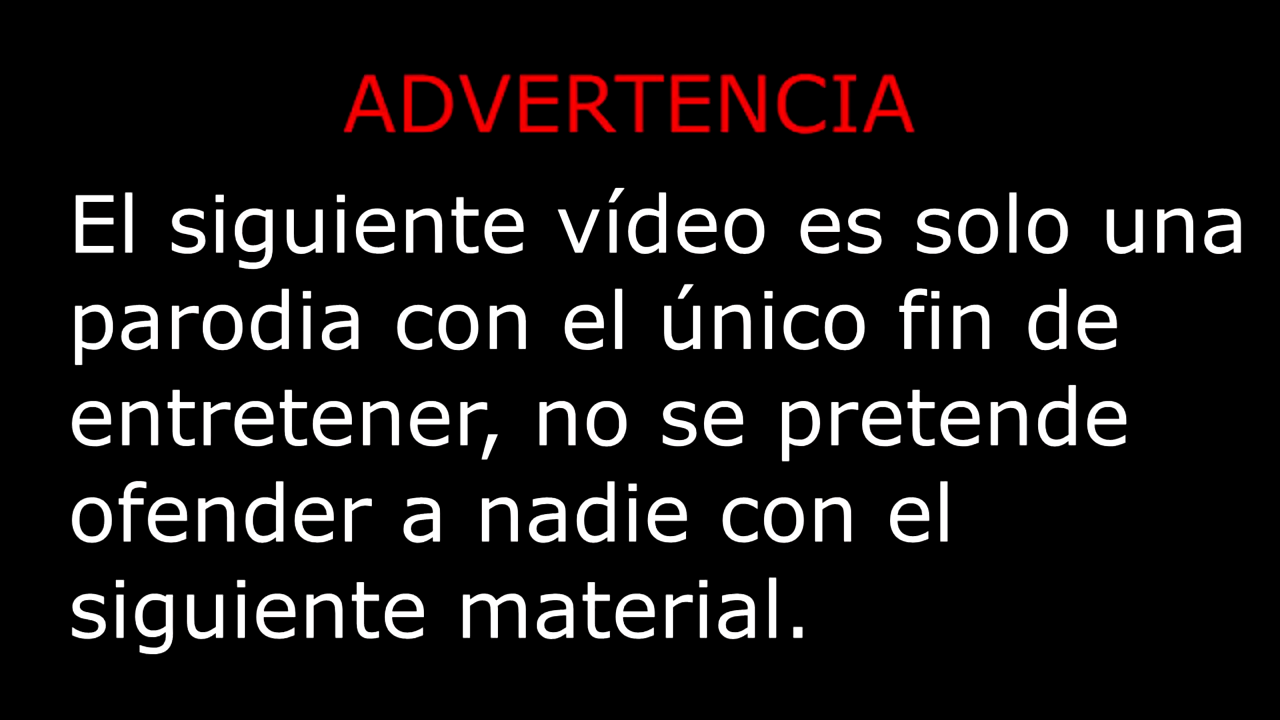 ADVERTENCIA
El siguiente vídeo es solo una
parodia con el único fin de
entretener, no se pretende
ofender a nadie con el
siguiente material.